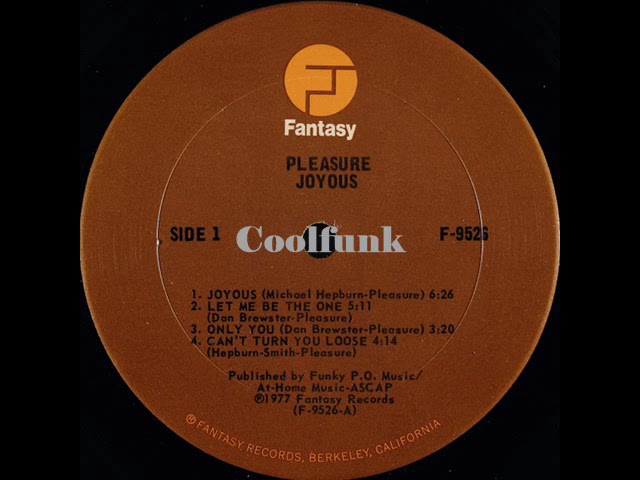 Fantasy
PLEASURE
JOYOUS
SIDE 1
Coolfunk
F-9526
1. JOYOUS (Michael Hepburn-Pleasure) 6:26
2. LET ME BE THE ONE 5:11
(Dan Brewster-Pleasure)
3. ONLY YOU (Dan Brewster-Pleasure) 3:20
4. CAN'T TURN YOU LOOSE 4:14
(Hepburn-Smith-Pleasure)
Published by Funky P.O. Music/
At-Home Music-ASCAP
℗1977 Fantasy Records
(F-9526-A)
® FANTASY RECORDS, BERKELEY, CALIFORNIA